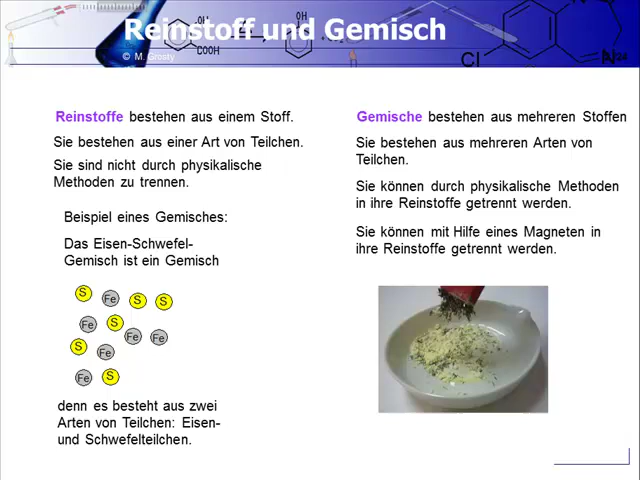 Reinstoff und Gemisch
© M. Grosty
OH
COOH
OH
Cl
N
Reinstoffe bestehen aus einem Stoff.
Sie bestehen aus einer Art von Teilchen.
Sie sind nicht durch physikalische
Methoden zu trennen.
Beispiel eines Gemisches:
Das Eisen-Schwefel-
Gemisch ist ein Gemisch
S Fe S S
Fe S Fe Fe
S Fe
Fe S
denn es besteht aus zwei
Arten von Teilchen: Eisen-
und Schwefelteilchen.
Gemische bestehen aus mehreren Stoffen
Sie bestehen aus mehreren Arten von
Teilchen.
Sie können durch physikalische Methoden
in ihre Reinstoffe getrennt werden.
Sie können mit Hilfe eines Magneten in
ihre Reinstoffe getrennt werden.